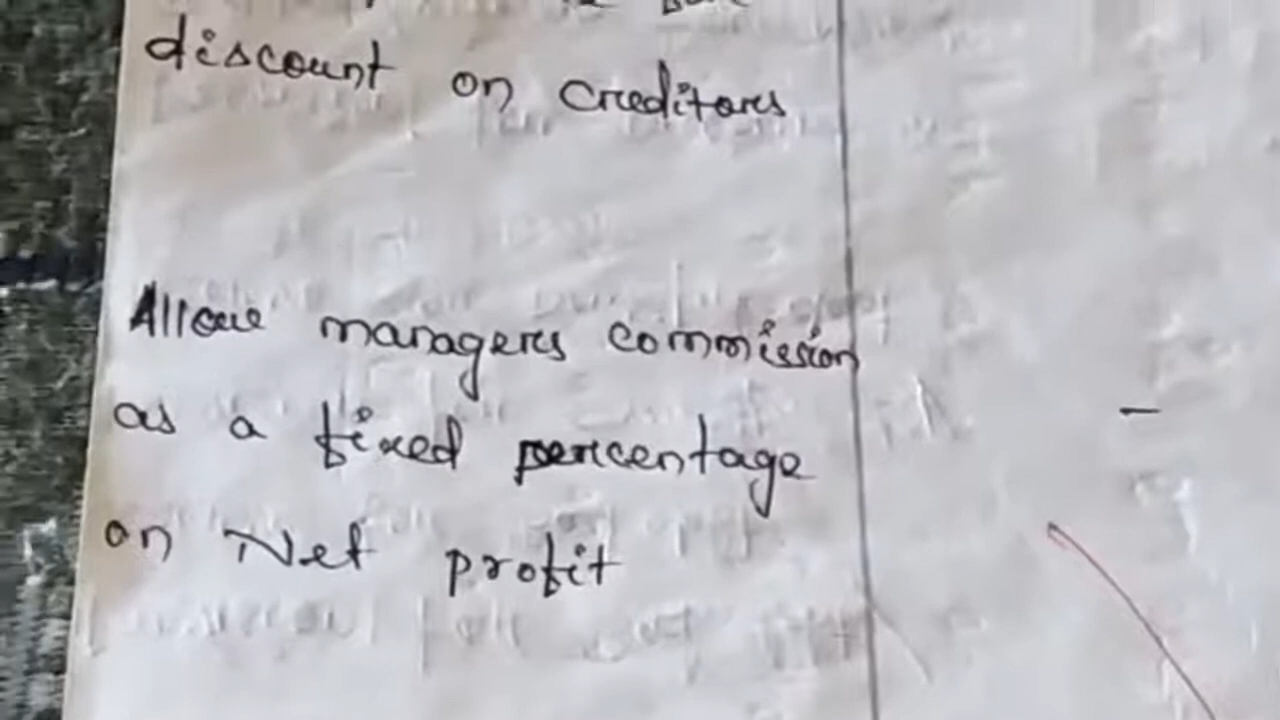 discount on creditors
Allow managers commission
as a fixed percentage
on Net profit
-